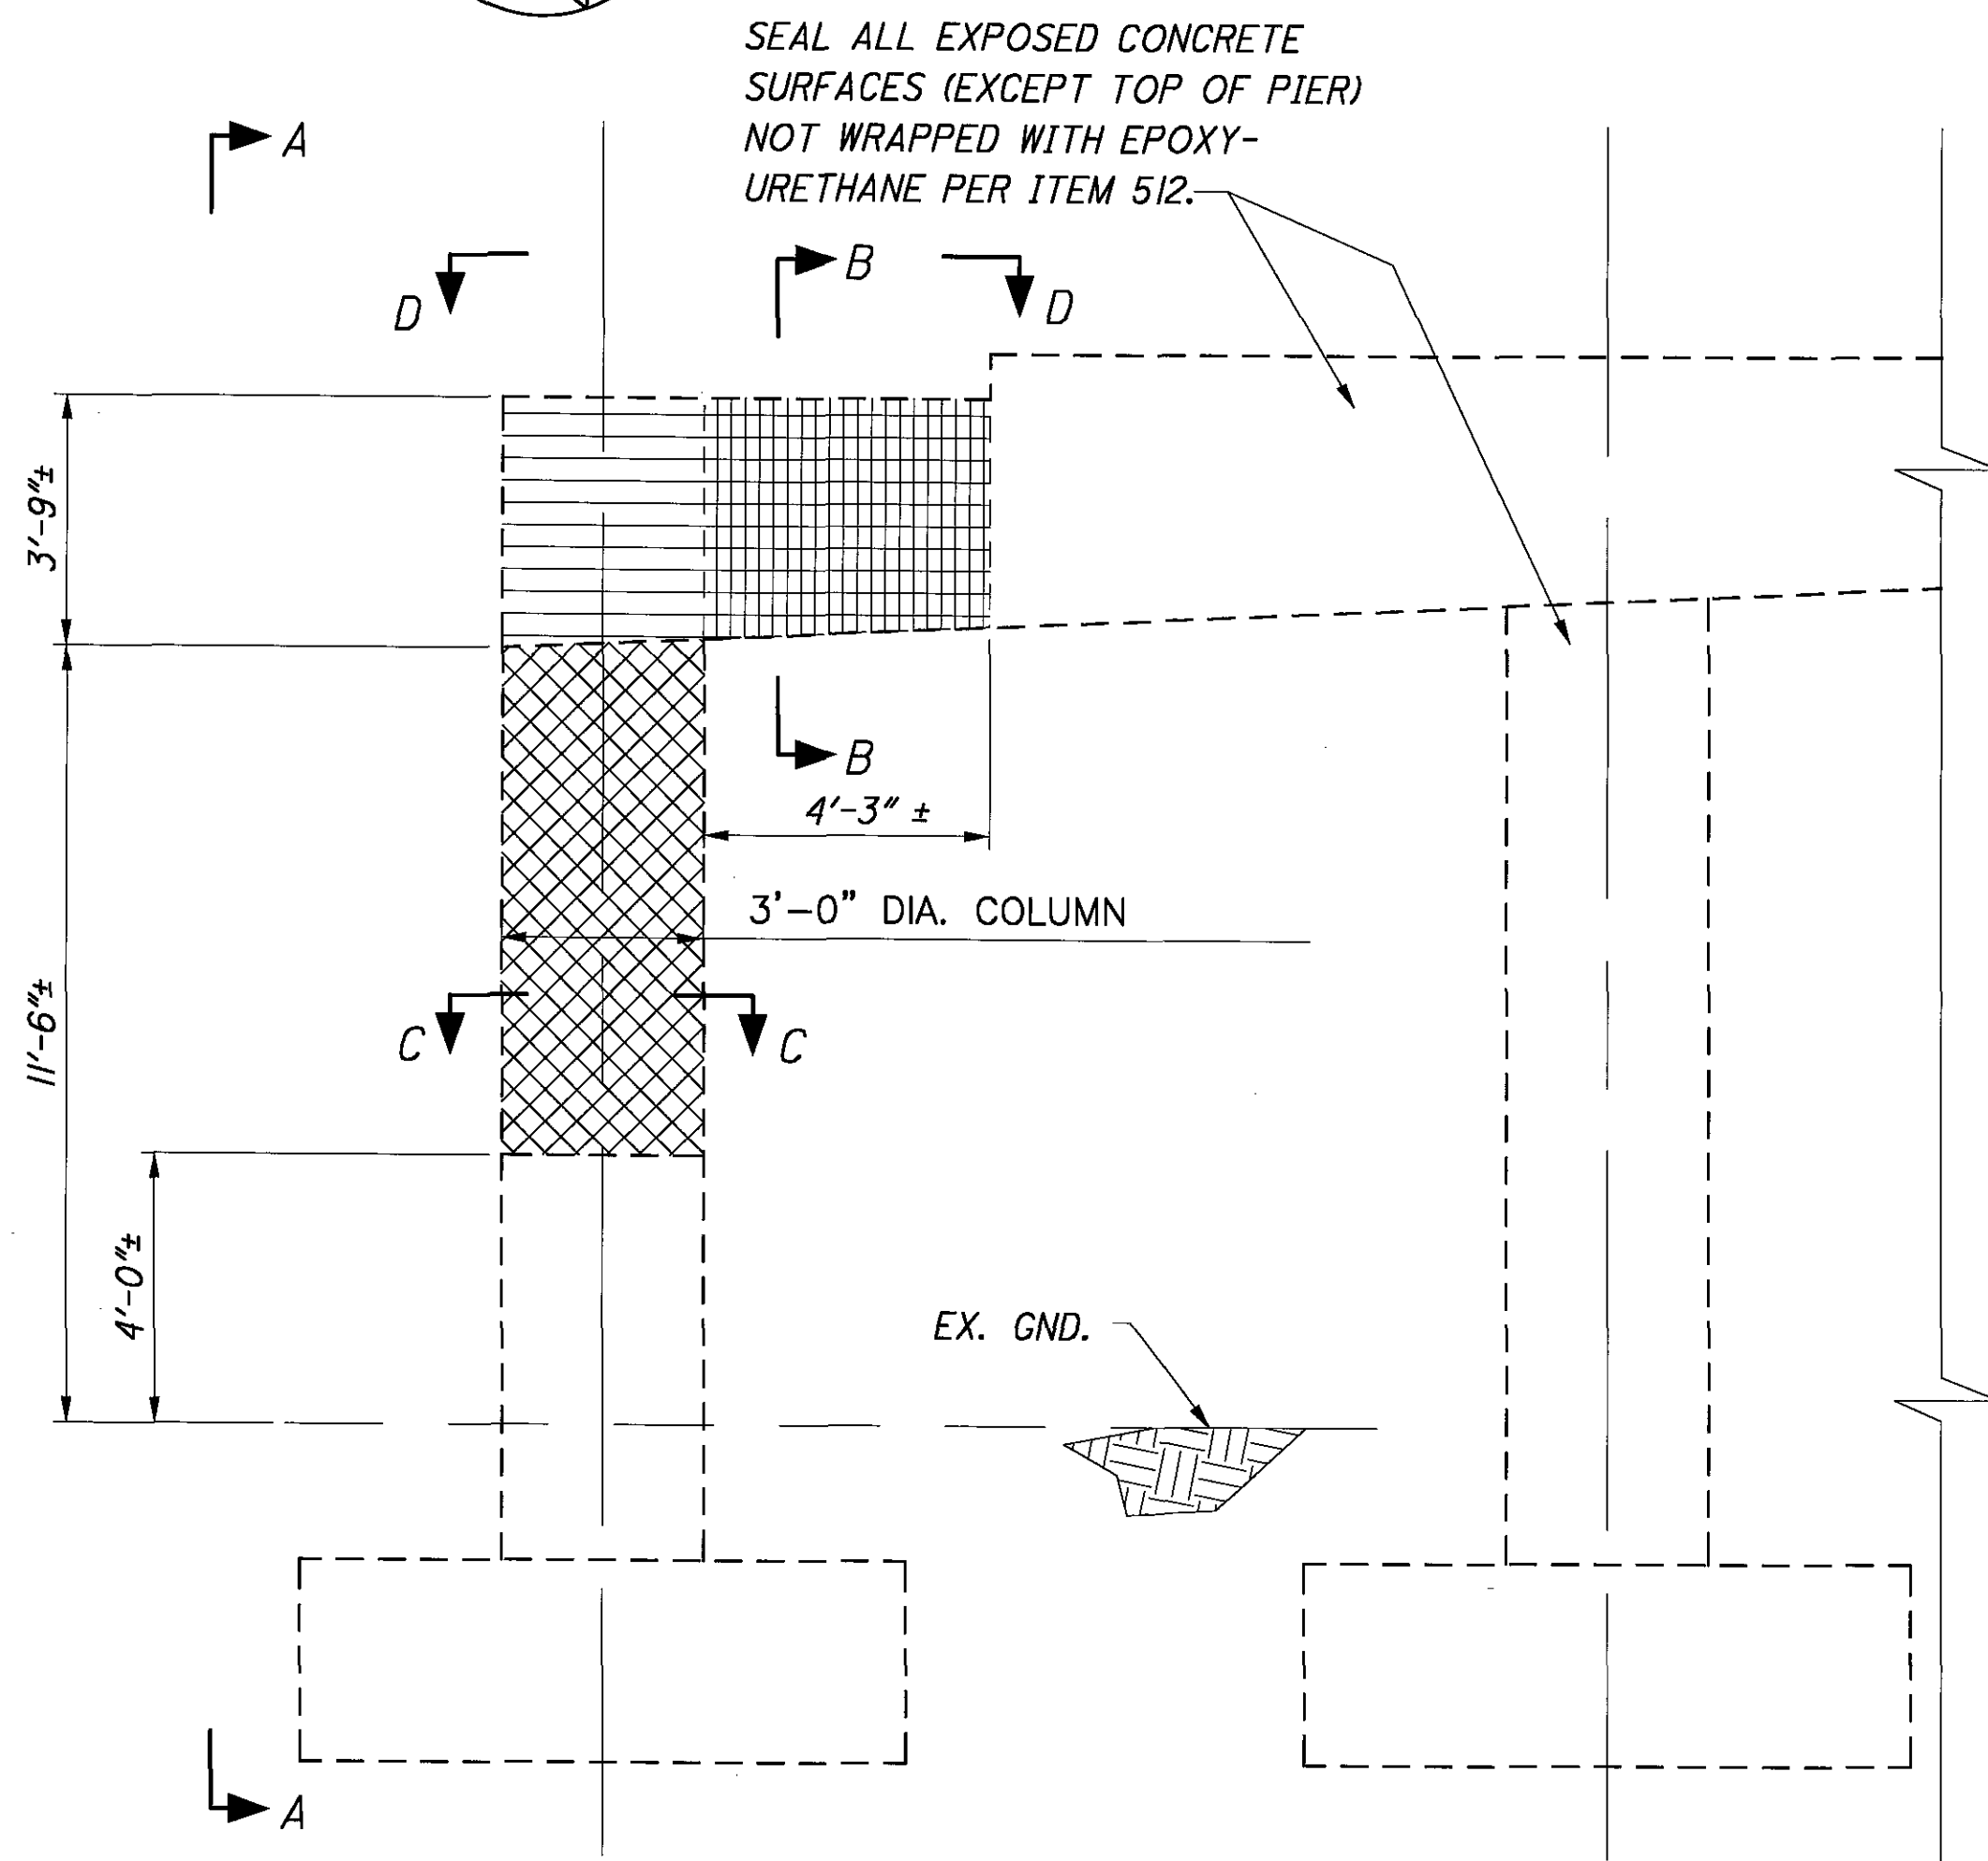 SEAL ALL EXPOSED CONCRETE
SURFACES (EXCEPT TOP OF PIER)
NOT WRAPPED WITH EPOXY-
URETHANE PER ITEM 512.
A
B
D
D
3'-9"±
B
4'-3" ±
3'-0" DIA. COLUMN
11'-6"±
C
C
4'-0"±
EX. GND.
A